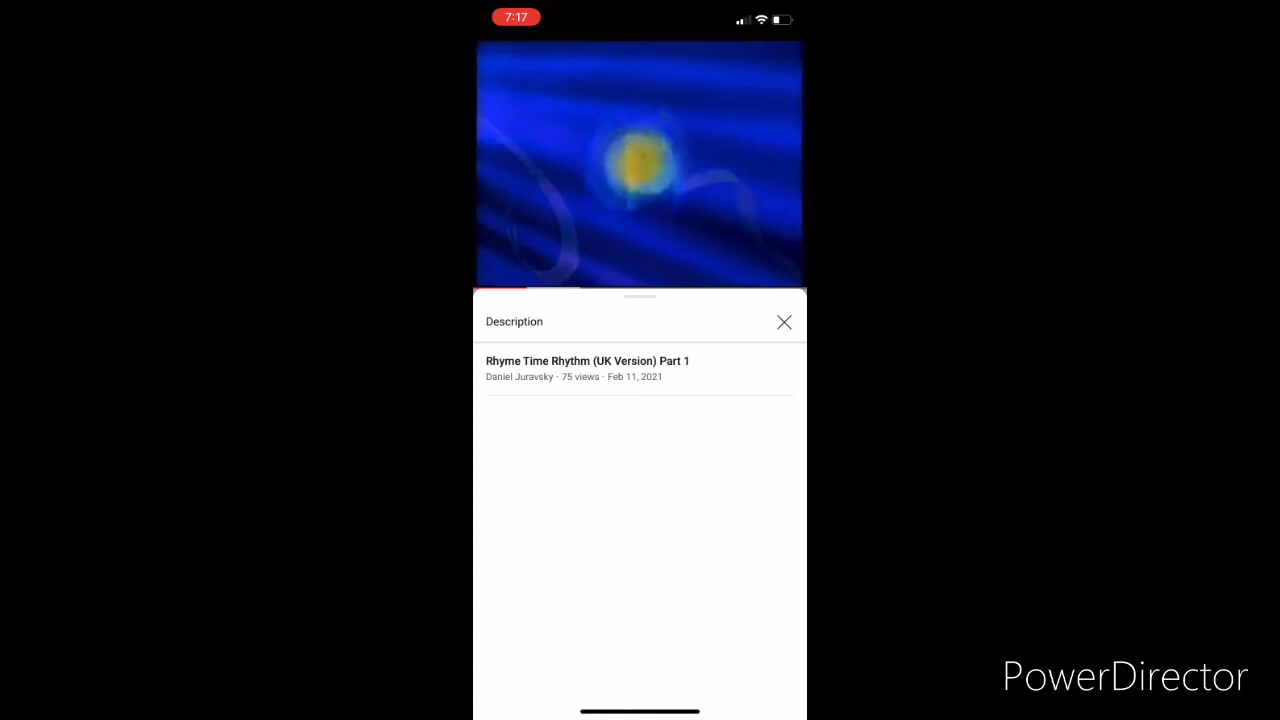 7:17
Description
Rhyme Time Rhythm (UK Version) Part 1
Daniel Juravsky · 75 views · Feb 11, 2021
PowerDirector